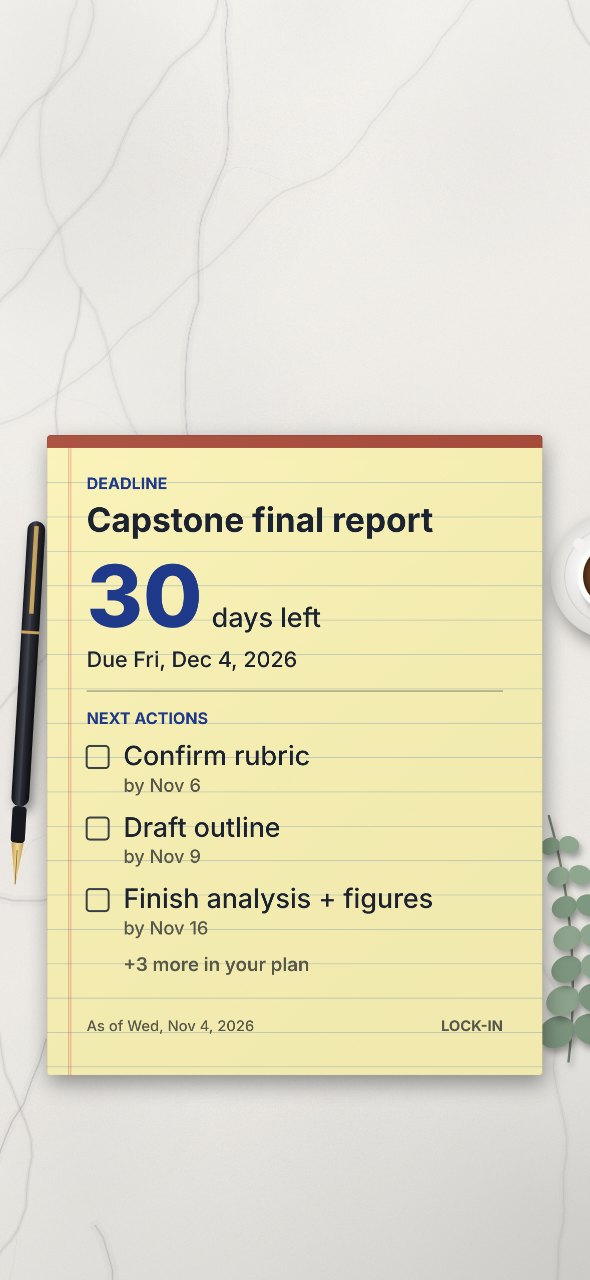 DEADLINE
Capstone final report
30 days left
Due Fri, Dec 4, 2026
NEXT ACTIONS
Confirm rubric
by Nov 6
Draft outline
by Nov 9
Finish analysis + figures
by Nov 16
+3 more in your plan
As of Wed, Nov 4, 2026
LOCK-IN